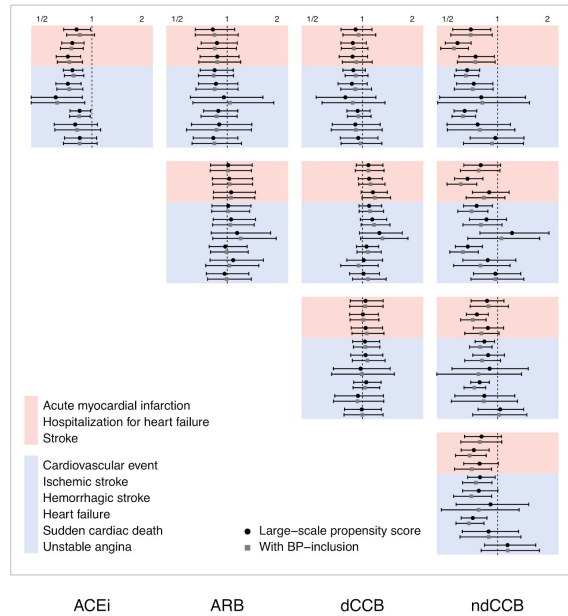 1/2 1 2 1/2 1 2 1/2 1 2 1/2 1 2
Acute myocardial infarction
Hospitalization for heart failure
Stroke
Cardiovascular event
Ischemic stroke
Hemorrhagic stroke
Heart failure
Sudden cardiac death
Unstable angina
Large−scale propensity score
With BP−inclusion
ACEi ARB dCCB ndCCB